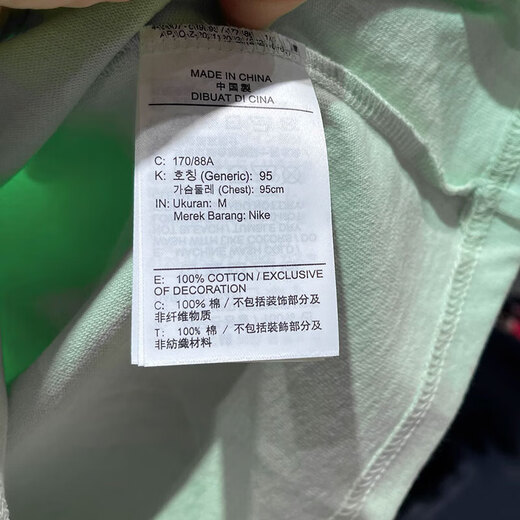 MADE IN CHINA
中国製
DIBUAT DI CINA
C: 170/88A
K: 호칭 (Generic): 95
가슴둘레 (Chest): 95cm
IN: Ukuran: M
Merek Barang: Nike
E: 100% COTTON / EXCLUSIVE
OF DECORATION
C: 100% 棉 / 不包括装饰部分及
非纤维物质
T: 100% 棉 / 不包括裝飾部分及
非紡織材料